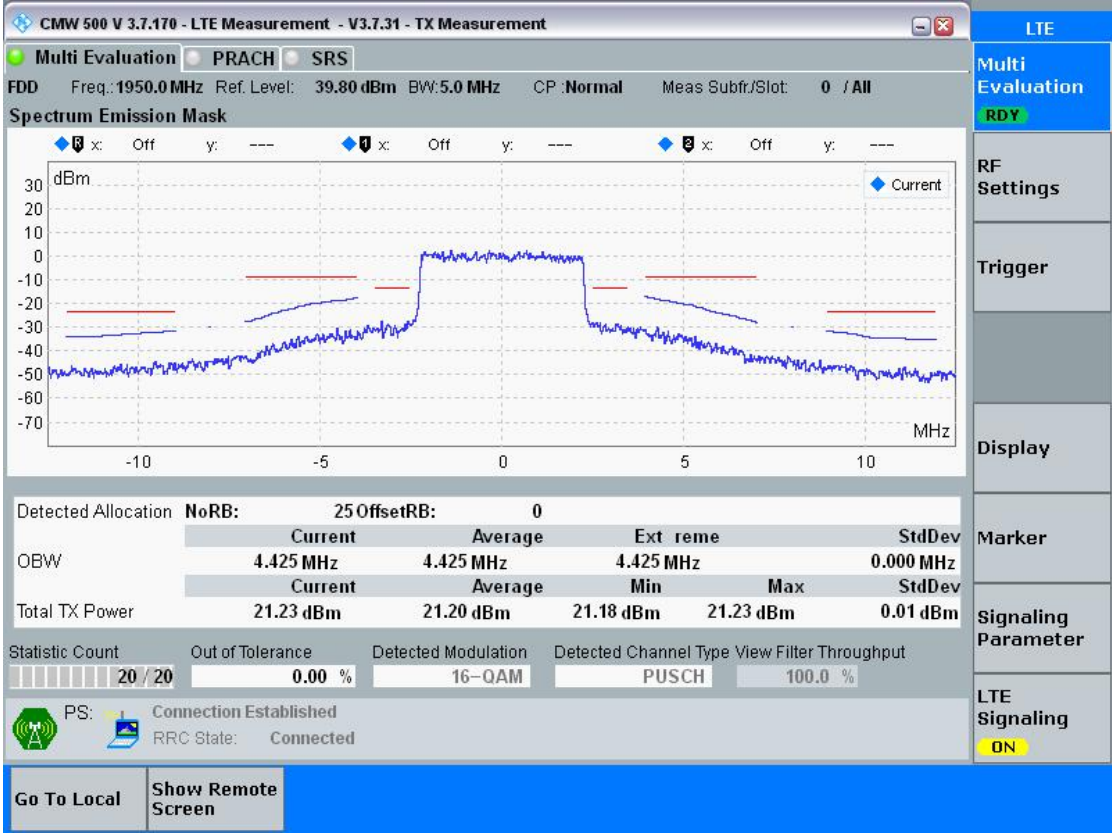 CMW 500 V 3.7.170 - LTE Measurement - V3.7.31 - TX Measurement
LTE
Multi Evaluation PRACH SRS
Multi
Evaluation
RDY
FDD Freq.: 1950.0 MHz Ref. Level: 39.80 dBm BW: 5.0 MHz CP : Normal Meas Subfr./Slot: 0 / All
Spectrum Emission Mask
R x: Off y: --- 1 x: Off y: --- 2 x: Off y: ---
dBm
Current
30
20
10
0
-10
-20
-30
-40
-50
-60
-70
MHz
-10 -5 0 5 10
RF
Settings
Trigger
Display
Marker
Signaling
Parameter
LTE
Signaling
ON
Detected Allocation NoRB: 25 OffsetRB: 0
Current Average Ext reme StdDev
OBW 4.425 MHz 4.425 MHz 4.425 MHz 0.000 MHz
Current Average Min Max StdDev
Total TX Power 21.23 dBm 21.20 dBm 21.18 dBm 21.23 dBm 0.01 dBm
Statistic Count Out of Tolerance Detected Modulation Detected Channel Type View Filter Throughput
20 / 20 0.00 % 16-QAM PUSCH 100.0 %
PS: Connection Established
RRC State: Connected
Go To Local
Show Remote
Screen